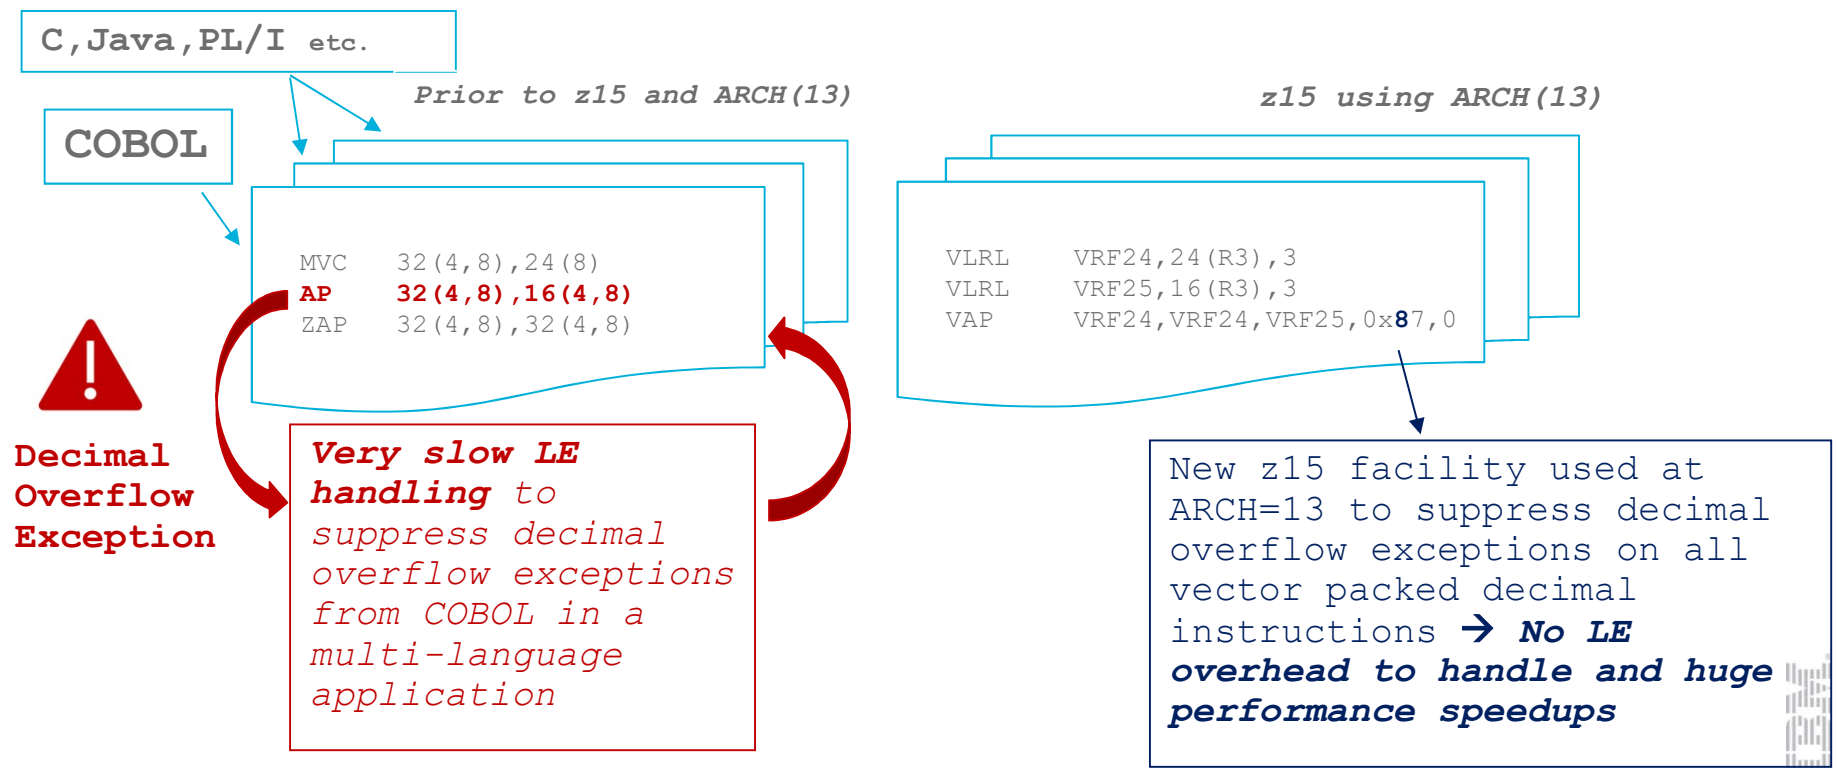 C,Java,PL/I etc.
COBOL
Prior to z15 and ARCH(13)
MVC 32(4,8),24(8)
AP 32(4,8),16(4,8)
ZAP 32(4,8),32(4,8)
Decimal
Overflow
Exception
Very slow LE
handling to
suppress decimal
overflow exceptions
from COBOL in a
multi-language
application
z15 using ARCH(13)
VLRL VRF24,24(R3),3
VLRL VRF25,16(R3),3
VAP VRF24,VRF24,VRF25,0x87,0
New z15 facility used at
ARCH=13 to suppress decimal
overflow exceptions on all
vector packed decimal
instructions → No LE
overhead to handle and huge
performance speedups
IBM